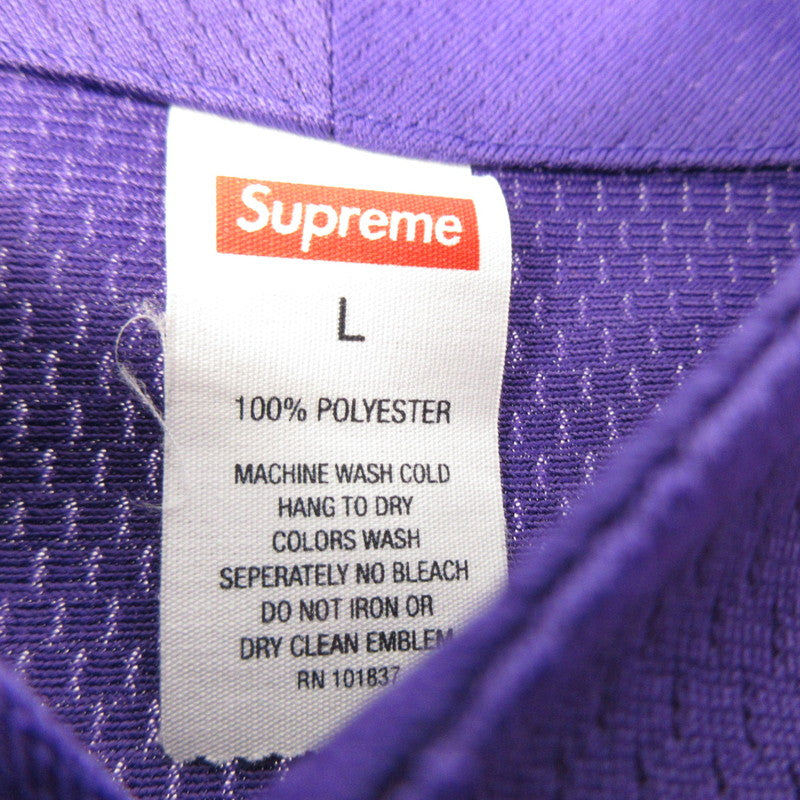 Supreme
L
100% POLYESTER
MACHINE WASH COLD
HANG TO DRY
COLORS WASH
SEPERATELY NO BLEACH
DO NOT IRON OR
DRY CLEAN EMBLEM
RN 101837